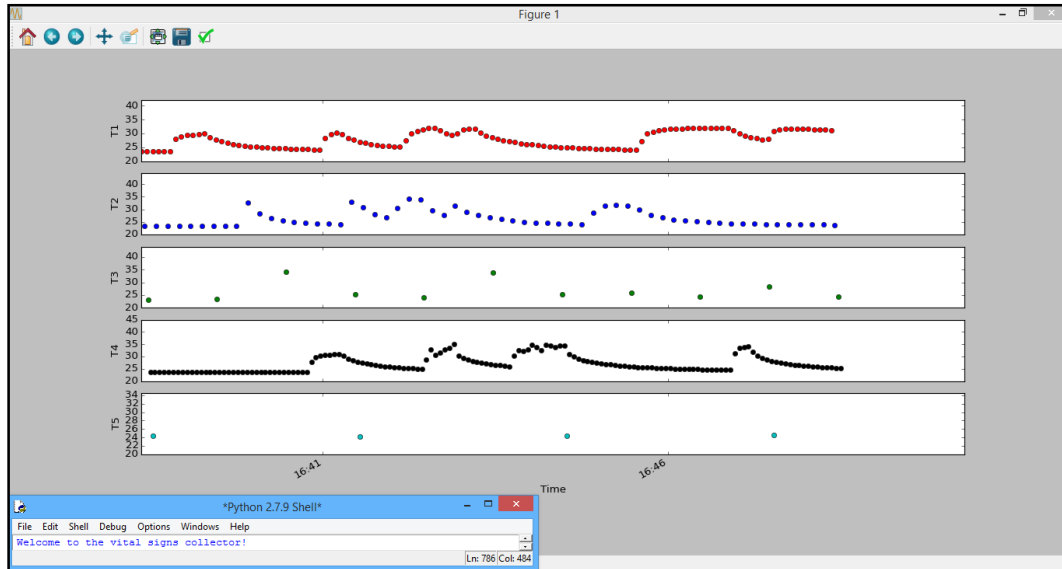 Figure 1
T1
40
35
30
25
20
T2
40
35
30
25
20
T3
40
35
30
25
20
T4
45
40
35
30
25
20
T5
34
32
30
28
26
24
22
20
16:41
16:46
Time
*Python 2.7.9 Shell*
File Edit Shell Debug Options Windows Help
Welcome to the vital signs collector!
Ln: 786 Col: 484